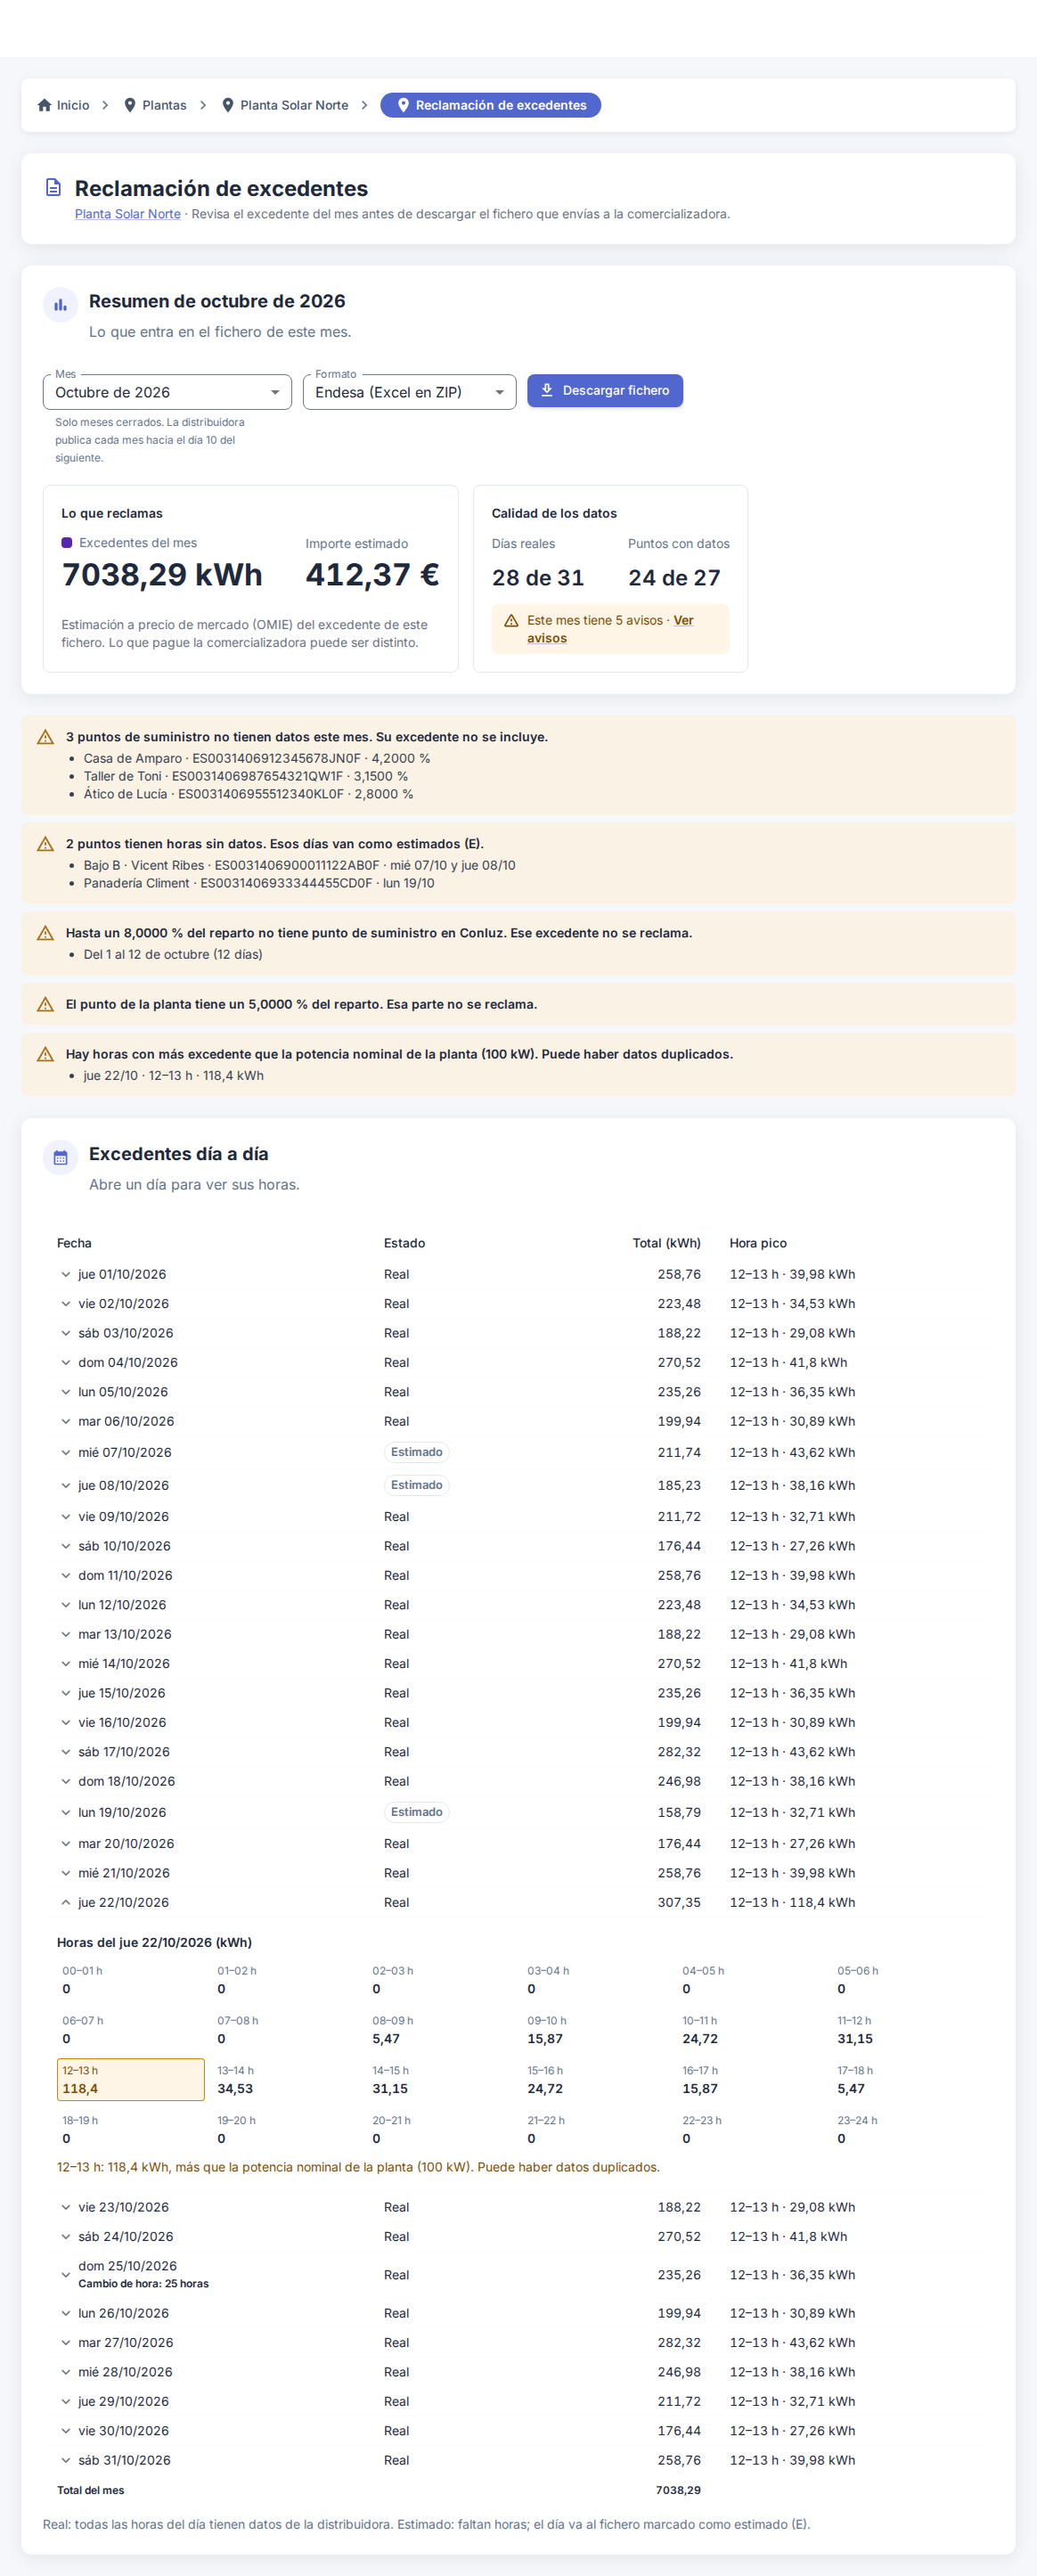 Inicio > Plantas > Planta Solar Norte > Reclamación de excedentes
Reclamación de excedentes
Planta Solar Norte · Revisa el excedente del mes antes de descargar el fichero que envías a la comercializadora.
Resumen de octubre de 2026
Lo que entra en el fichero de este mes.
Mes
Octubre de 2026
Solo meses cerrados. La distribuidora
publica cada mes hacia el día 10 del
siguiente.
Formato
Endesa (Excel en ZIP)
Descargar fichero
Lo que reclamas
Excedentes del mes
7038,29 kWh
Importe estimado
412,37 €
Estimación a precio de mercado (OMIE) del excedente de este
fichero. Lo que pague la comercializadora puede ser distinto.
Calidad de los datos
Días reales
28 de 31
Puntos con datos
24 de 27
Este mes tiene 5 avisos · Ver
avisos
3 puntos de suministro no tienen datos este mes. Su excedente no se incluye.
• Casa de Amparo · ES0031406912345678JN0F · 4,2000 %
• Taller de Toni · ES0031406987654321QW1F · 3,1500 %
• Ático de Lucía · ES0031406955512340KL0F · 2,8000 %
2 puntos tienen horas sin datos. Esos días van como estimados (E).
• Bajo B · Vicent Ribes · ES0031406900011122AB0F · mié 07/10 y jue 08/10
• Panadería Climent · ES0031406933344455CD0F · lun 19/10
Hasta un 8,0000 % del reparto no tiene punto de suministro en Conluz. Ese excedente no se reclama.
• Del 1 al 12 de octubre (12 días)
El punto de la planta tiene un 5,0000 % del reparto. Esa parte no se reclama.
Hay horas con más excedente que la potencia nominal de la planta (100 kW). Puede haber datos duplicados.
• jue 22/10 · 12–13 h · 118,4 kWh
Excedentes día a día
Abre un día para ver sus horas.
Fecha Estado Total (kWh) Hora pico
jue 01/10/2026 Real 258,76 12–13 h · 39,98 kWh
vie 02/10/2026 Real 223,48 12–13 h · 34,53 kWh
sáb 03/10/2026 Real 188,22 12–13 h · 29,08 kWh
dom 04/10/2026 Real 270,52 12–13 h · 41,8 kWh
lun 05/10/2026 Real 235,26 12–13 h · 36,35 kWh
mar 06/10/2026 Real 199,94 12–13 h · 30,89 kWh
mié 07/10/2026 Estimado 211,74 12–13 h · 43,62 kWh
jue 08/10/2026 Estimado 185,23 12–13 h · 38,16 kWh
vie 09/10/2026 Real 211,72 12–13 h · 32,71 kWh
sáb 10/10/2026 Real 176,44 12–13 h · 27,26 kWh
dom 11/10/2026 Real 258,76 12–13 h · 39,98 kWh
lun 12/10/2026 Real 223,48 12–13 h · 34,53 kWh
mar 13/10/2026 Real 188,22 12–13 h · 29,08 kWh
mié 14/10/2026 Real 270,52 12–13 h · 41,8 kWh
jue 15/10/2026 Real 235,26 12–13 h · 36,35 kWh
vie 16/10/2026 Real 199,94 12–13 h · 30,89 kWh
sáb 17/10/2026 Real 282,32 12–13 h · 43,62 kWh
dom 18/10/2026 Real 246,98 12–13 h · 38,16 kWh
lun 19/10/2026 Estimado 158,79 12–13 h · 32,71 kWh
mar 20/10/2026 Real 176,44 12–13 h · 27,26 kWh
mié 21/10/2026 Real 258,76 12–13 h · 39,98 kWh
jue 22/10/2026 Real 307,35 12–13 h · 118,4 kWh
Horas del jue 22/10/2026 (kWh)
00–01 h 01–02 h 02–03 h 03–04 h 04–05 h 05–06 h
0 0 0 0 0 0
06–07 h 07–08 h 08–09 h 09–10 h 10–11 h 11–12 h
0 0 5,47 15,87 24,72 31,15
12–13 h 13–14 h 14–15 h 15–16 h 16–17 h 17–18 h
118,4 34,53 31,15 24,72 15,87 5,47
18–19 h 19–20 h 20–21 h 21–22 h 22–23 h 23–24 h
0 0 0 0 0 0
12–13 h: 118,4 kWh, más que la potencia nominal de la planta (100 kW). Puede haber datos duplicados.
vie 23/10/2026 Real 188,22 12–13 h · 29,08 kWh
sáb 24/10/2026 Real 270,52 12–13 h · 41,8 kWh
dom 25/10/2026 Real 235,26 12–13 h · 36,35 kWh
Cambio de hora: 25 horas
lun 26/10/2026 Real 199,94 12–13 h · 30,89 kWh
mar 27/10/2026 Real 282,32 12–13 h · 43,62 kWh
mié 28/10/2026 Real 246,98 12–13 h · 38,16 kWh
jue 29/10/2026 Real 211,72 12–13 h · 32,71 kWh
vie 30/10/2026 Real 176,44 12–13 h · 27,26 kWh
sáb 31/10/2026 Real 258,76 12–13 h · 39,98 kWh
Total del mes 7038,29
Real: todas las horas del día tienen datos de la distribuidora. Estimado: faltan horas; el día va al fichero marcado como estimado (E).